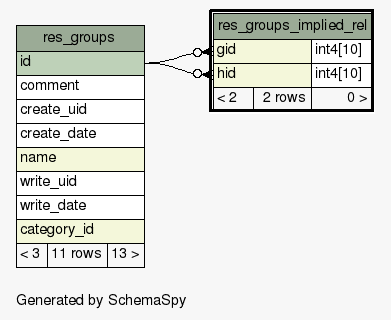 res_groups
id
comment
create_uid
create_date
name
write_uid
write_date
category_id
< 3 11 rows 13 >
res_groups_implied_rel
gid int4[10]
hid int4[10]
< 2 2 rows 0 >
Generated by SchemaSpy